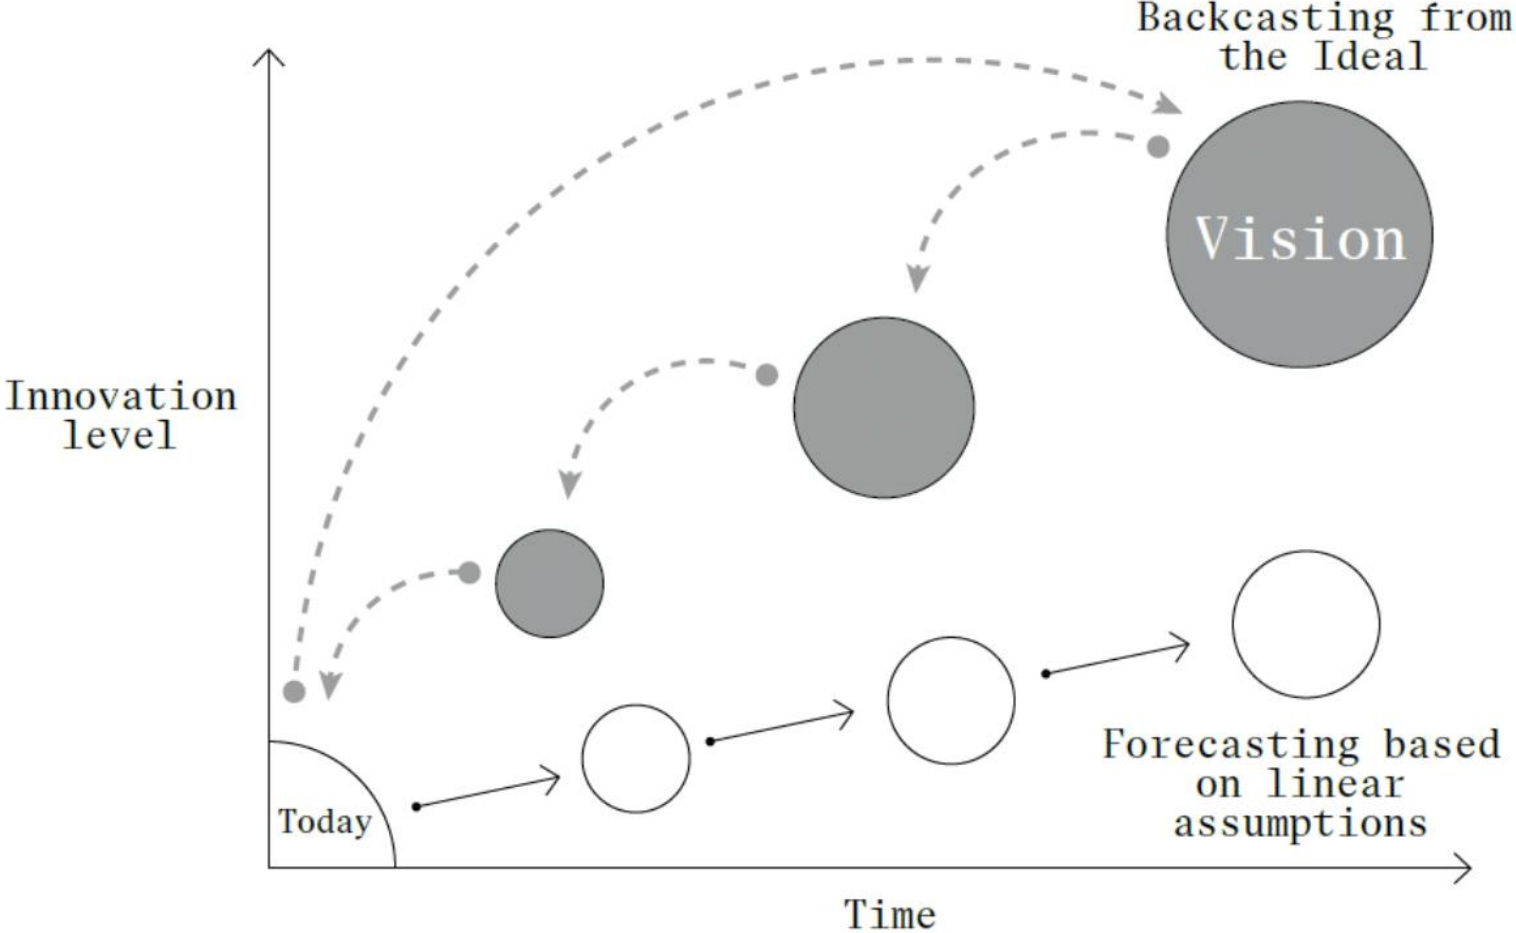 Backcasting from
the Ideal
Vision
Innovation
level
Today
Forecasting based
on linear
assumptions
Time